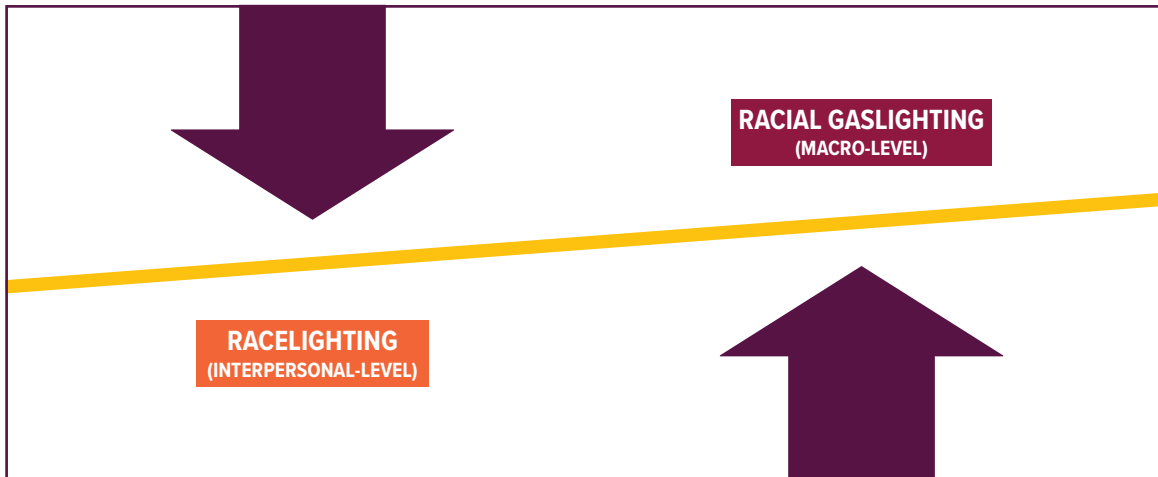 RACIAL GASLIGHTING
(MACRO-LEVEL)
RACELIGHTING
(INTERPERSONAL-LEVEL)